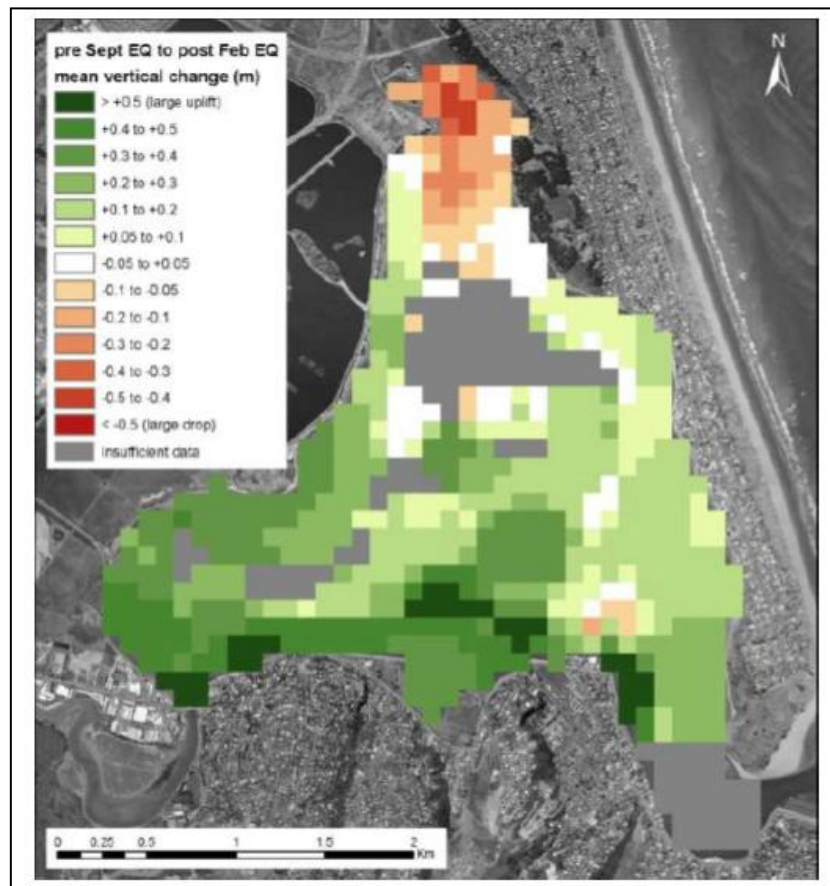 pre Sept EQ to post Feb EQ
mean vertical change (m)
> +0.5 (large uplift)
+0.4 to +0.5
+0.3 to +0.4
+0.2 to +0.3
+0.1 to +0.2
+0.05 to +0.1
-0.05 to +0.05
-0.1 to -0.05
-0.2 to -0.1
-0.3 to -0.2
-0.4 to -0.3
-0.5 to -0.4
< -0.5 (large drop)
Insufficient data
N
0 0.25 0.5 1 1.5 2
Km